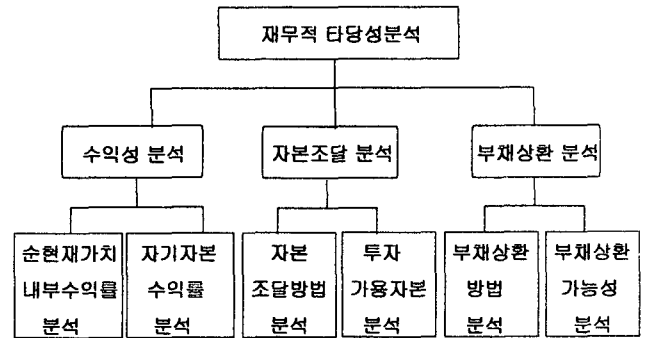 재무적 타당성분석
수익성 분석
자본조달 분석
부채상환 분석
순현재가치
내부수익률
분석
자기자본
수익률
분석
자본
조달방법
분석
투자
가용자본
분석
부채상환
방법
분석
부채상환
가능성
분석